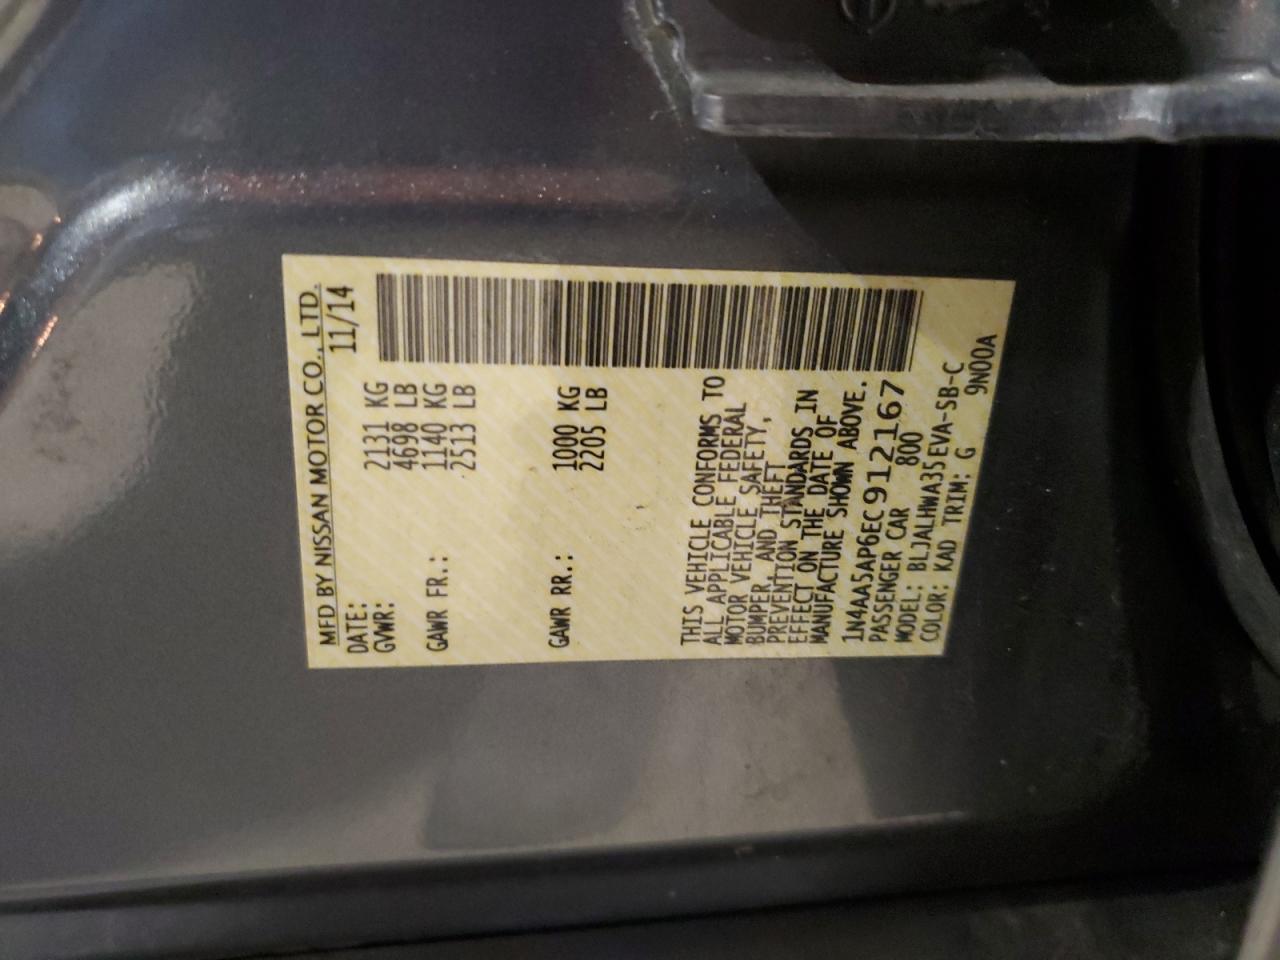 MFD BY NISSAN MOTOR CO., LTD.
DATE: 11/14
GVWR: 2131 KG
4698 LB
GAWR FR.: 1140 KG
2513 LB
GAWR RR.: 1000 KG
2205 LB
THIS VEHICLE CONFORMS TO
ALL APPLICABLE FEDERAL
MOTOR VEHICLE SAFETY,
BUMPER, AND THEFT
PREVENTION STANDARDS IN
EFFECT ON THE DATE OF
MANUFACTURE SHOWN ABOVE.
1N4AA5AP6EC912167
PASSENGER CAR 800
MODEL: BLJALHWA35EVA-SB-C
COLOR: KAD TRIM: G 9N00A